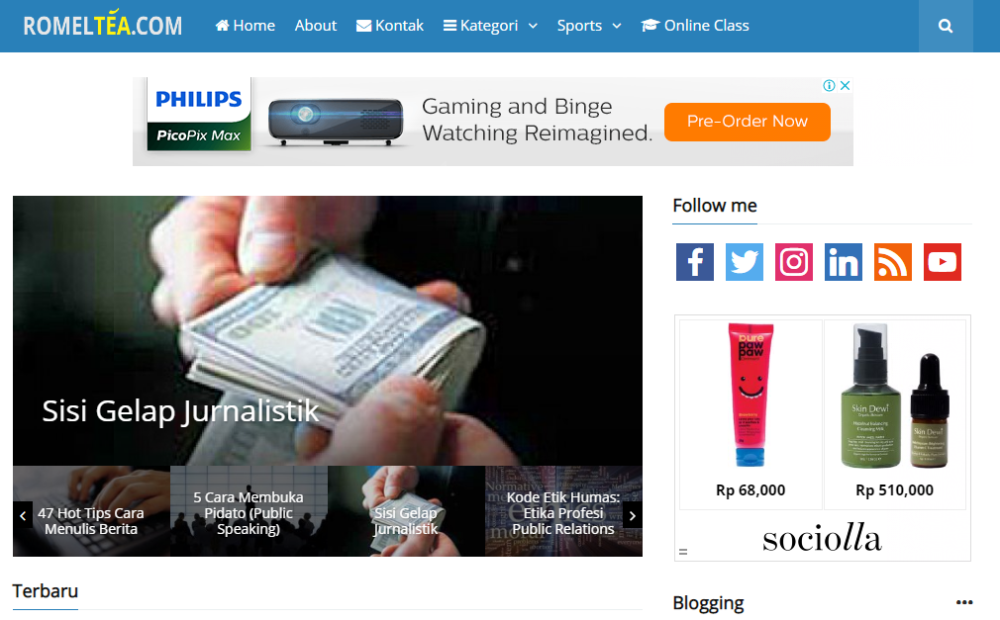 ROMELTEA.COM
Home
About
Kontak
Kategori
Sports
Online Class
PHILIPS
PicoPix Max
Gaming and Binge
Watching Reimagined.
Pre-Order Now
Sisi Gelap Jurnalistik
47 Hot Tips Cara
Menulis Berita
5 Cara Membuka
Pidato (Public
Speaking)
Sisi Gelap
Jurnalistik
Kode Etik Humas:
Etika Profesi
Public Relations
Terbaru
Follow me
pure
paw
paw
Skin Dewi
Skin Dewi
Rp 68,000
Rp 510,000
sociolla
Blogging